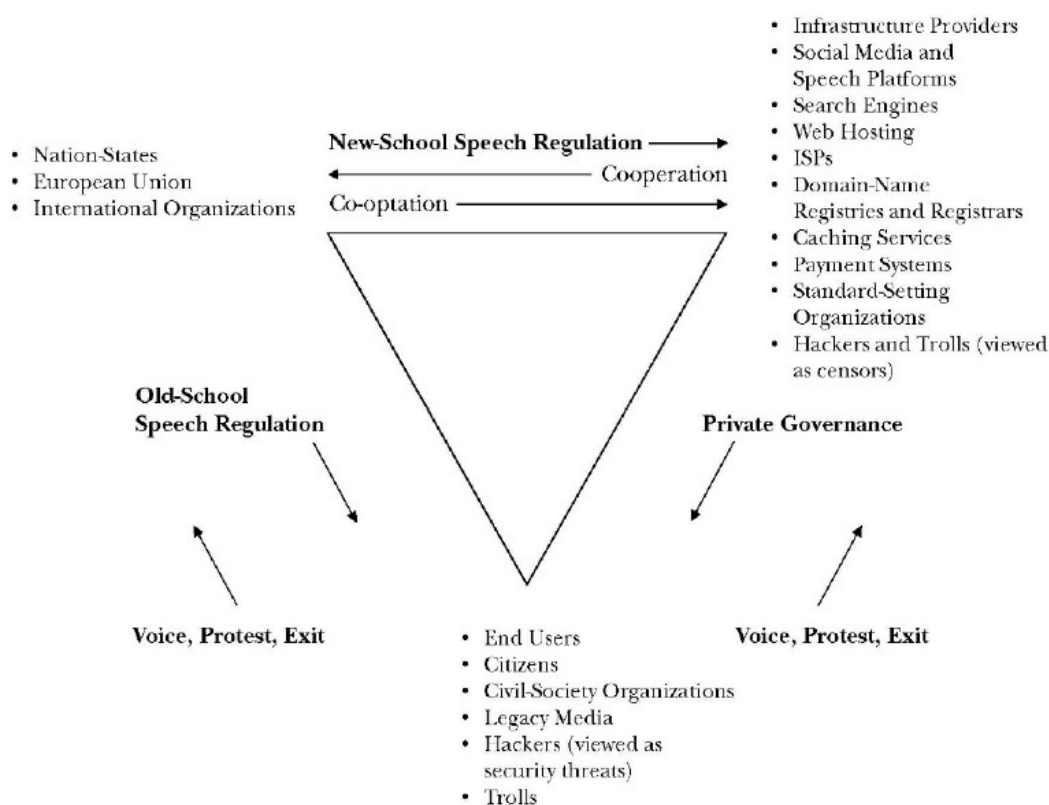 • Nation-States
• European Union
• International Organizations
New-School Speech Regulation
Cooperation
Co-optation
• Infrastructure Providers
• Social Media and
Speech Platforms
• Search Engines
• Web Hosting
• ISPs
• Domain-Name
Registries and Registrars
• Caching Services
• Payment Systems
• Standard-Setting
Organizations
• Hackers and Trolls (viewed
as censors)
Old-School
Speech Regulation
Private Governance
Voice, Protest, Exit
• End Users
• Citizens
• Civil-Society Organizations
• Legacy Media
• Hackers (viewed as
security threats)
• Trolls
Voice, Protest, Exit